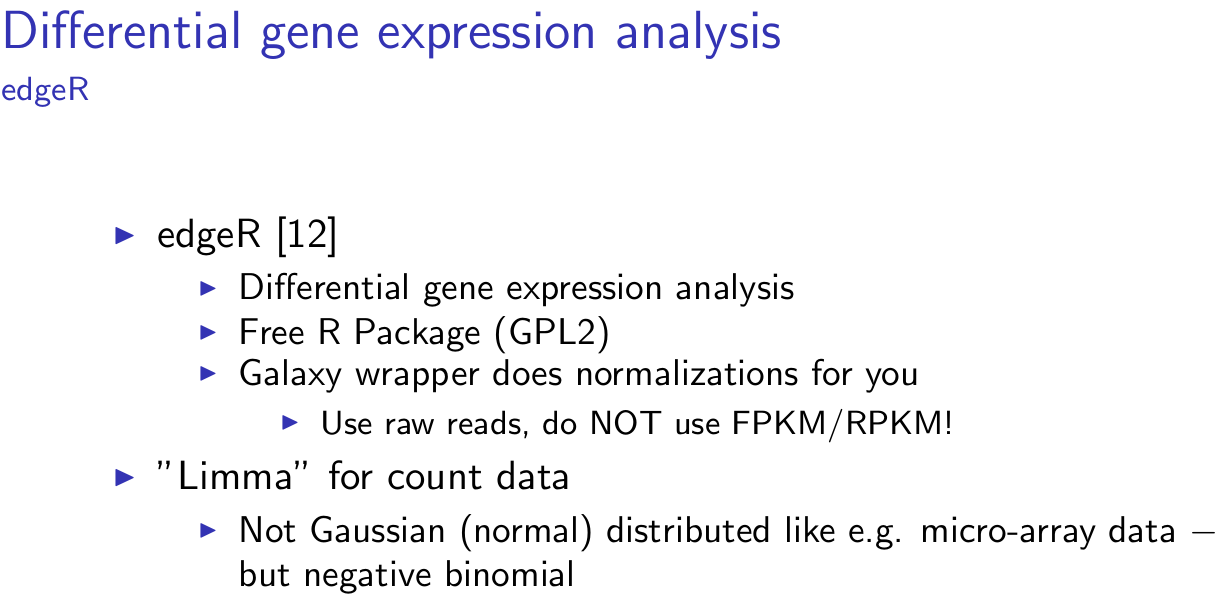 Differential gene expression analysis
edgeR
▶ edgeR [12]
▶ Differential gene expression analysis
▶ Free R Package (GPL2)
▶ Galaxy wrapper does normalizations for you
▶ Use raw reads, do NOT use FPKM/RPKM!
▶ ”Limma” for count data
▶ Not Gaussian (normal) distributed like e.g. micro-array data −
but negative binomial